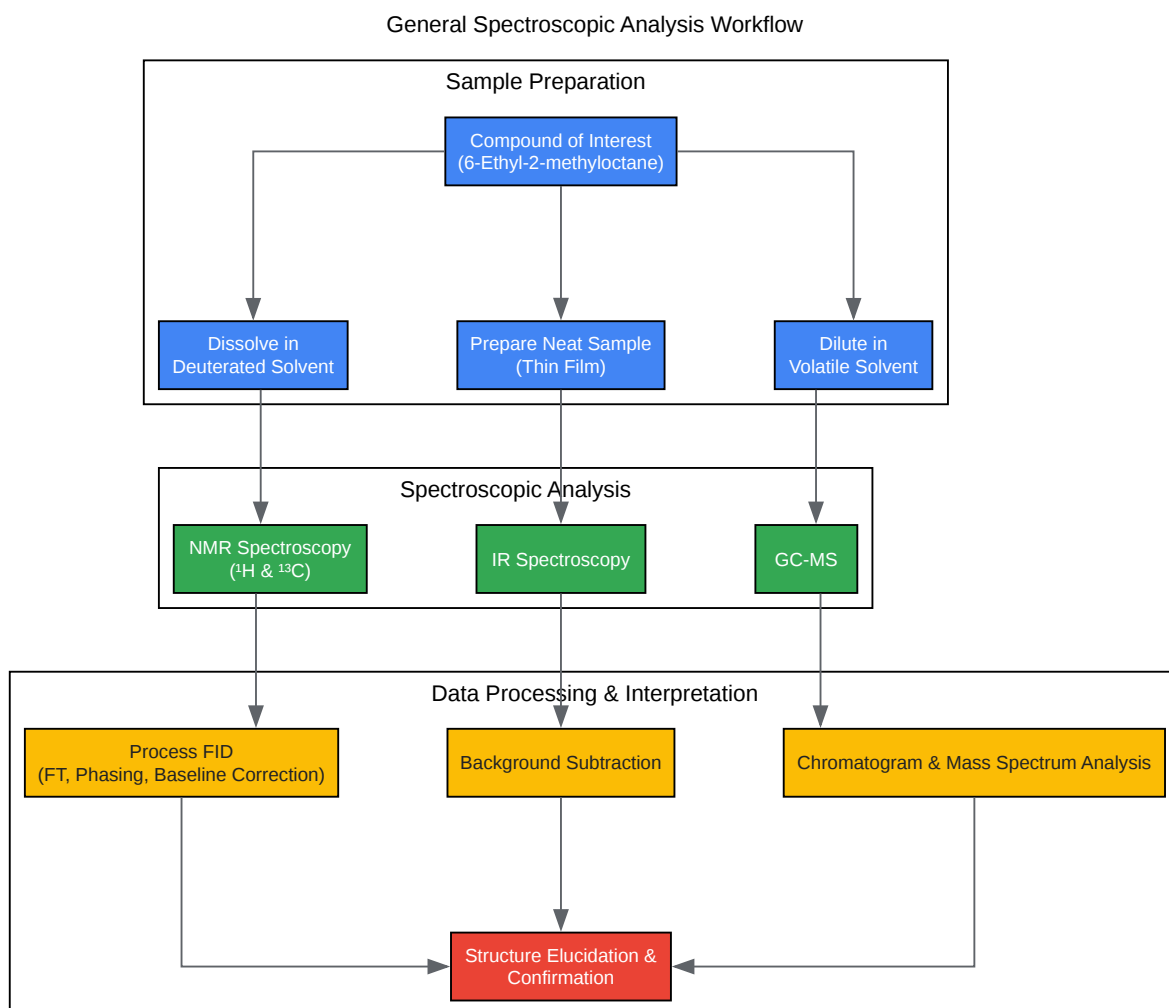 General Spectroscopic Analysis Workflow
Sample Preparation
Compound of Interest
(6-Ethyl-2-methyloctane)
Dissolve in
Deuterated Solvent
Prepare Neat Sample
(Thin Film)
Dilute in
Volatile Solvent
Spectroscopic Analysis
NMR Spectroscopy
(¹H & ¹³C)
IR Spectroscopy
GC-MS
Data Processing & Interpretation
Process FID
(FT, Phasing, Baseline Correction)
Background Subtraction
Chromatogram & Mass Spectrum Analysis
Structure Elucidation &
Confirmation